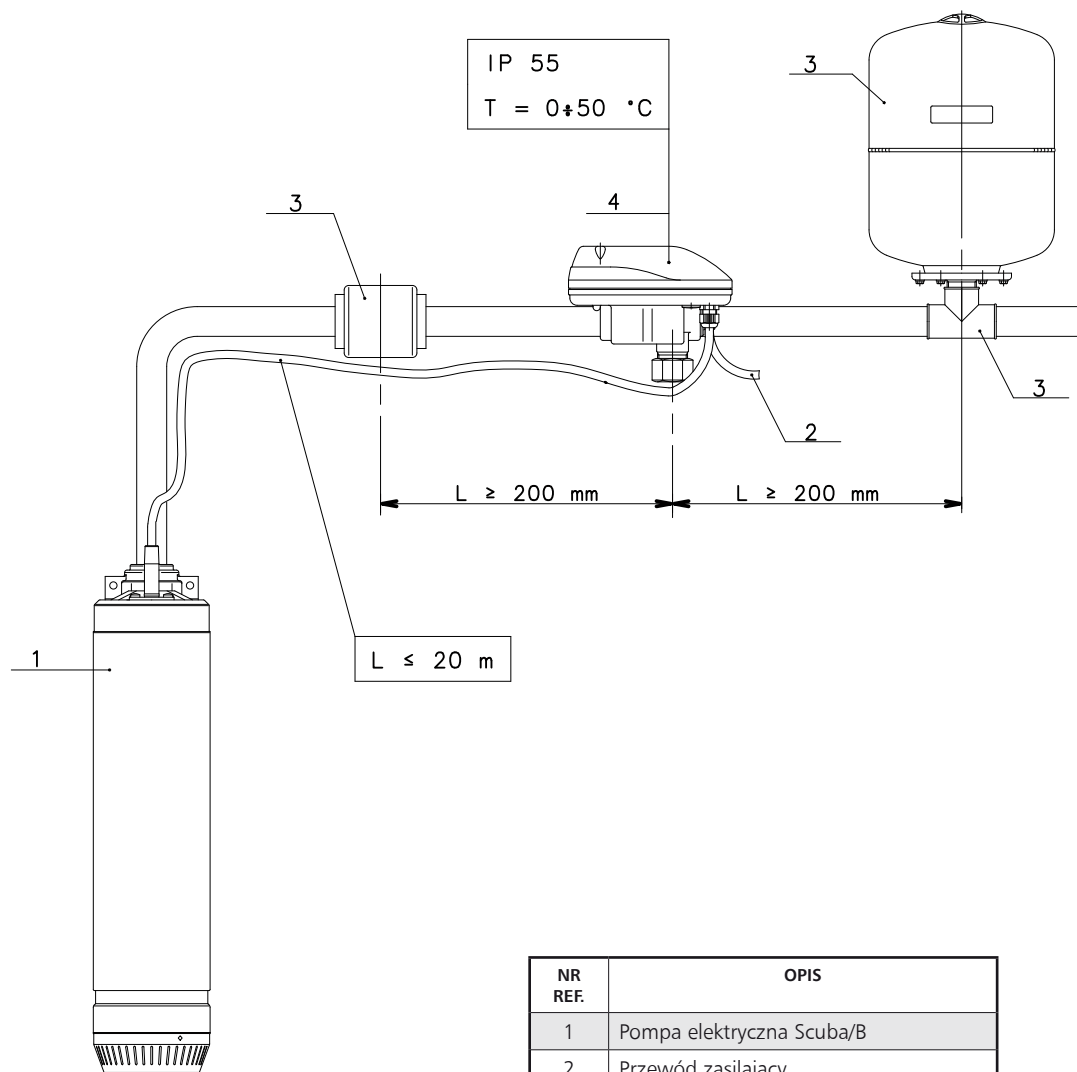 IP 55
T = 0÷50 °C
3
3
4
3
2
L ≥ 200 mm
L ≥ 200 mm
1
L ≤ 20 m
NR REF.
OPIS
1 Pompa elektryczna Scuba/B
2 Przewód zasilający